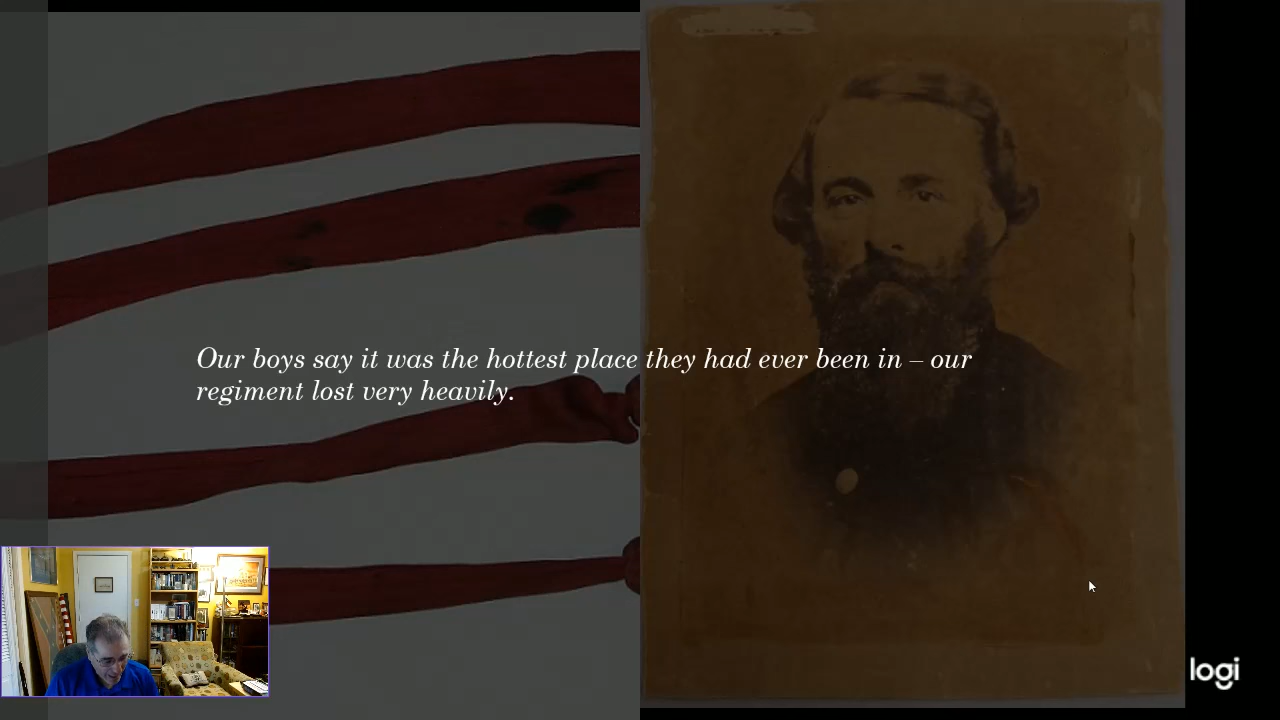 Our boys say it was the hottest place they had ever been in – our
regiment lost very heavily.
logi